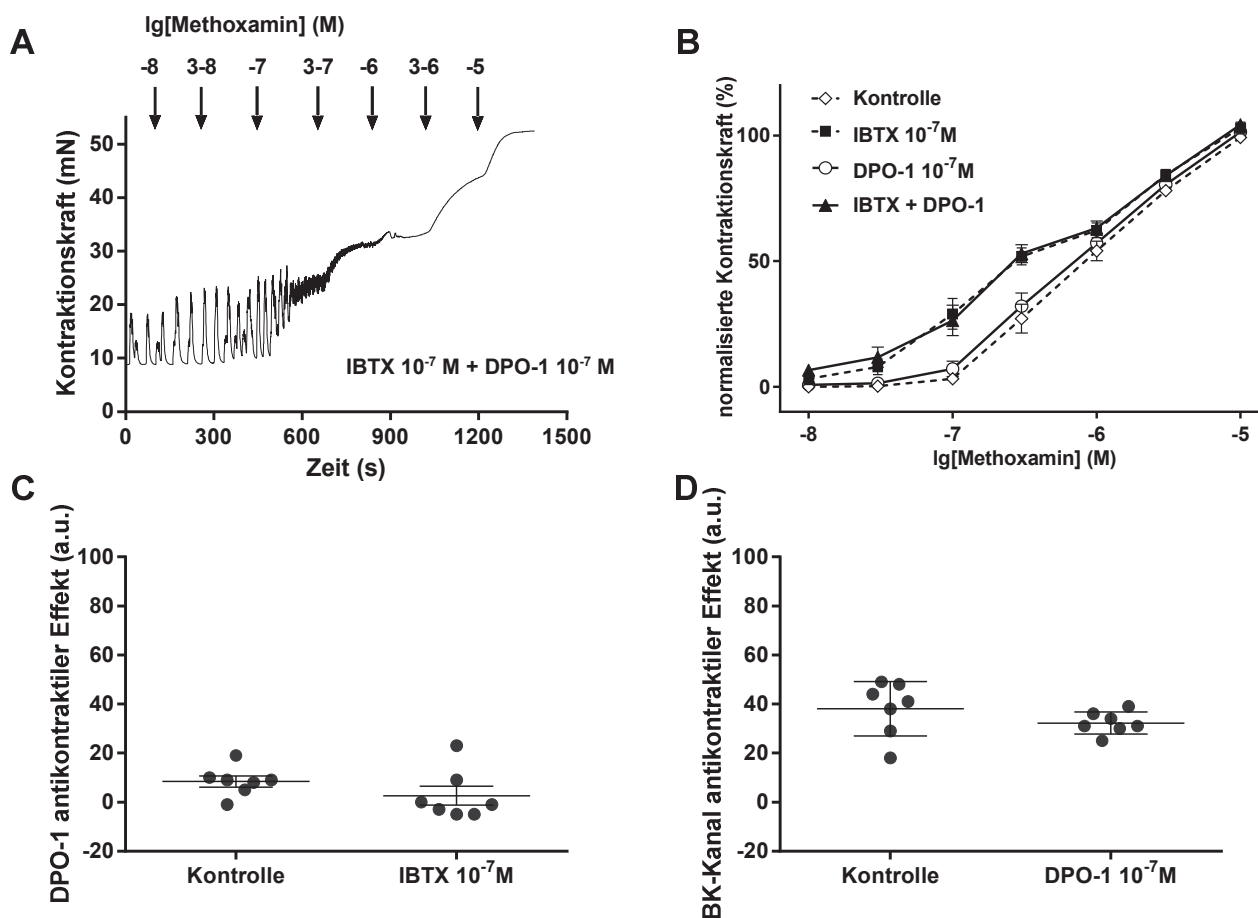 A
lg[Methoxamin] (M)
-8 3-8 -7 3-7 -6 3-6 -5
Kontraktionskraft (mN)
50
40
30
20
10
0
IBTX 10⁻⁷ M + DPO-1 10⁻⁷ M
0 300 600 900 1200 1500
Zeit (s)
B
normalisierte Kontraktionskraft (%)
Kontrolle
IBTX 10⁻⁷M
DPO-1 10⁻⁷M
IBTX + DPO-1
100
50
0
-8 -7 -6 -5
lg[Methoxamin] (M)
C
DPO-1 antikontraktiler Effekt (a.u.)
100
80
60
40
20
0
-20
Kontrolle IBTX 10⁻⁷M
D
BK-Kanal antikontraktiler Effekt (a.u.)
100
80
60
40
20
0
-20
Kontrolle DPO-1 10⁻⁷M